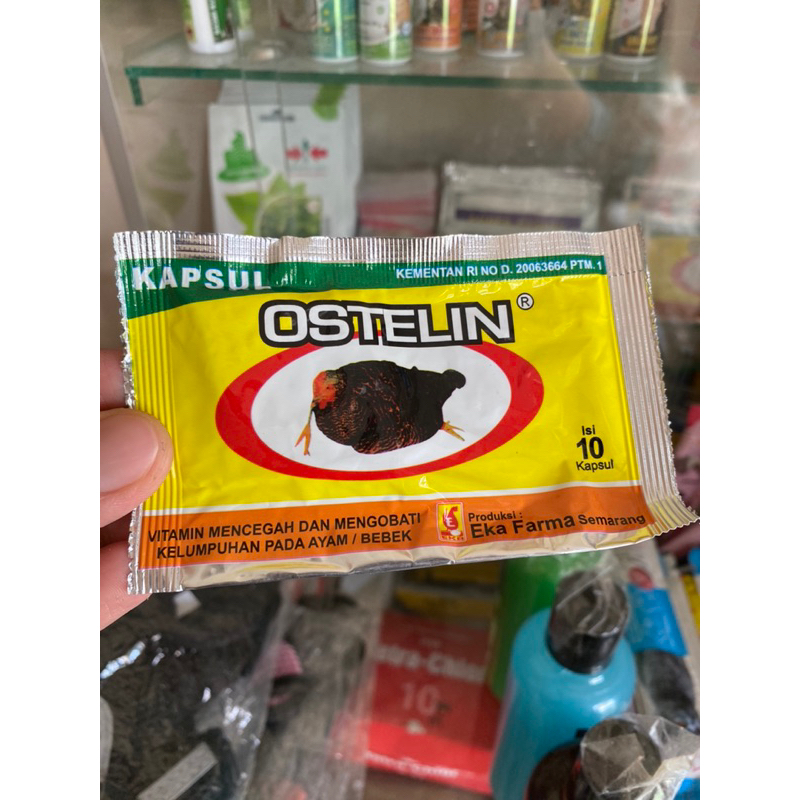 KAPSUL
KEMENTAN RI NO D. 20063664 PTM.1
OSTELIN®
Isi
10
Kapsul
VITAMIN MENCEGAH DAN MENGOBATI
KELUMPUHAN PADA AYAM / BEBEK
Produksi :
Eka Farma Semarang
10